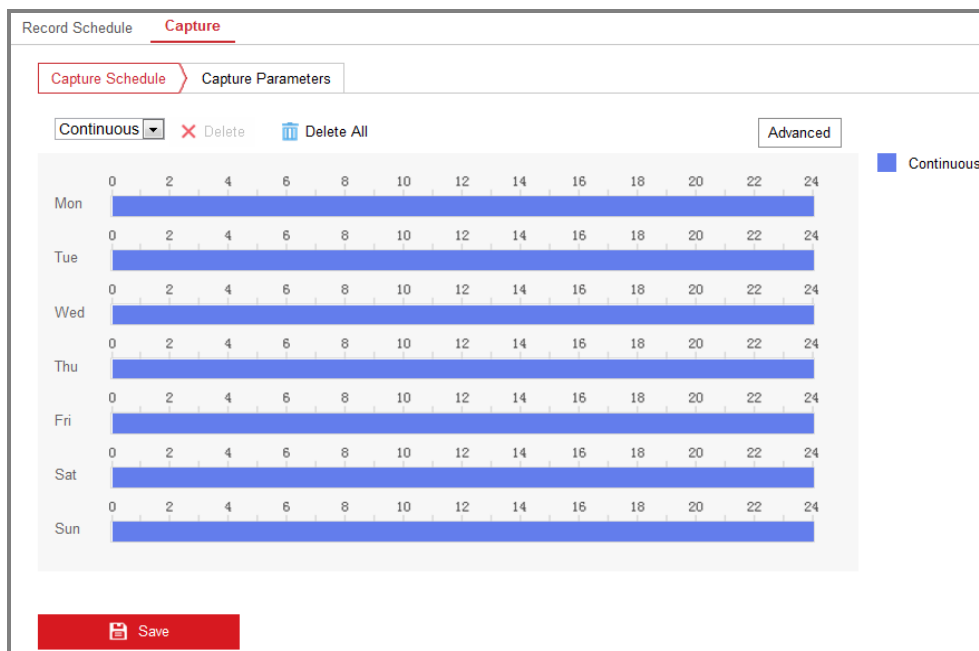 Record Schedule Capture
Capture Schedule Capture Parameters
Continuous Delete Delete All Advanced
Continuous
0 2 4 6 8 10 12 14 16 18 20 22 24
Mon
0 2 4 6 8 10 12 14 16 18 20 22 24
Tue
0 2 4 6 8 10 12 14 16 18 20 22 24
Wed
0 2 4 6 8 10 12 14 16 18 20 22 24
Thu
0 2 4 6 8 10 12 14 16 18 20 22 24
Fri
0 2 4 6 8 10 12 14 16 18 20 22 24
Sat
0 2 4 6 8 10 12 14 16 18 20 22 24
Sun
Save